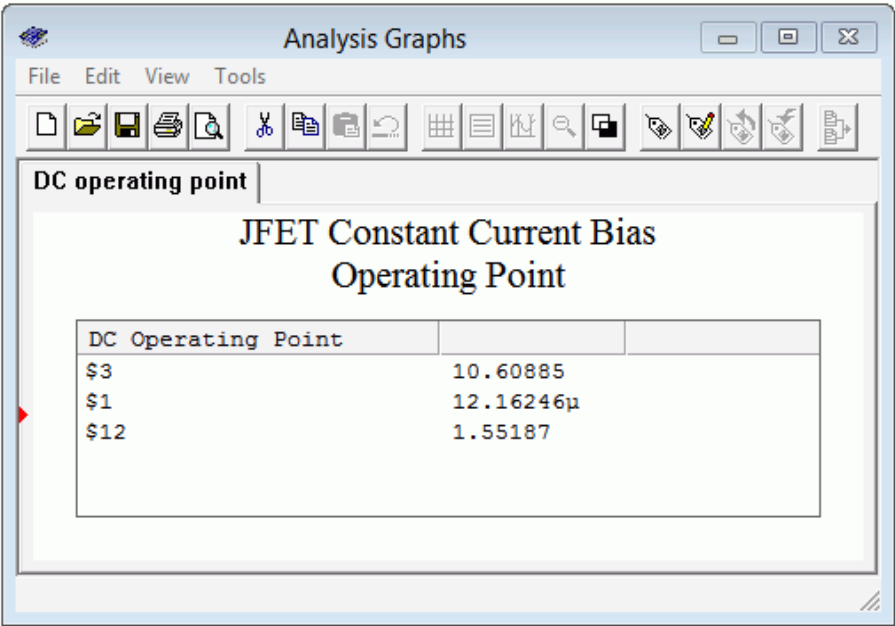 Analysis Graphs
File Edit View Tools
DC operating point
JFET Constant Current Bias
Operating Point
DC Operating Point
$3 10.60885
$1 12.16246µ
$12 1.55187